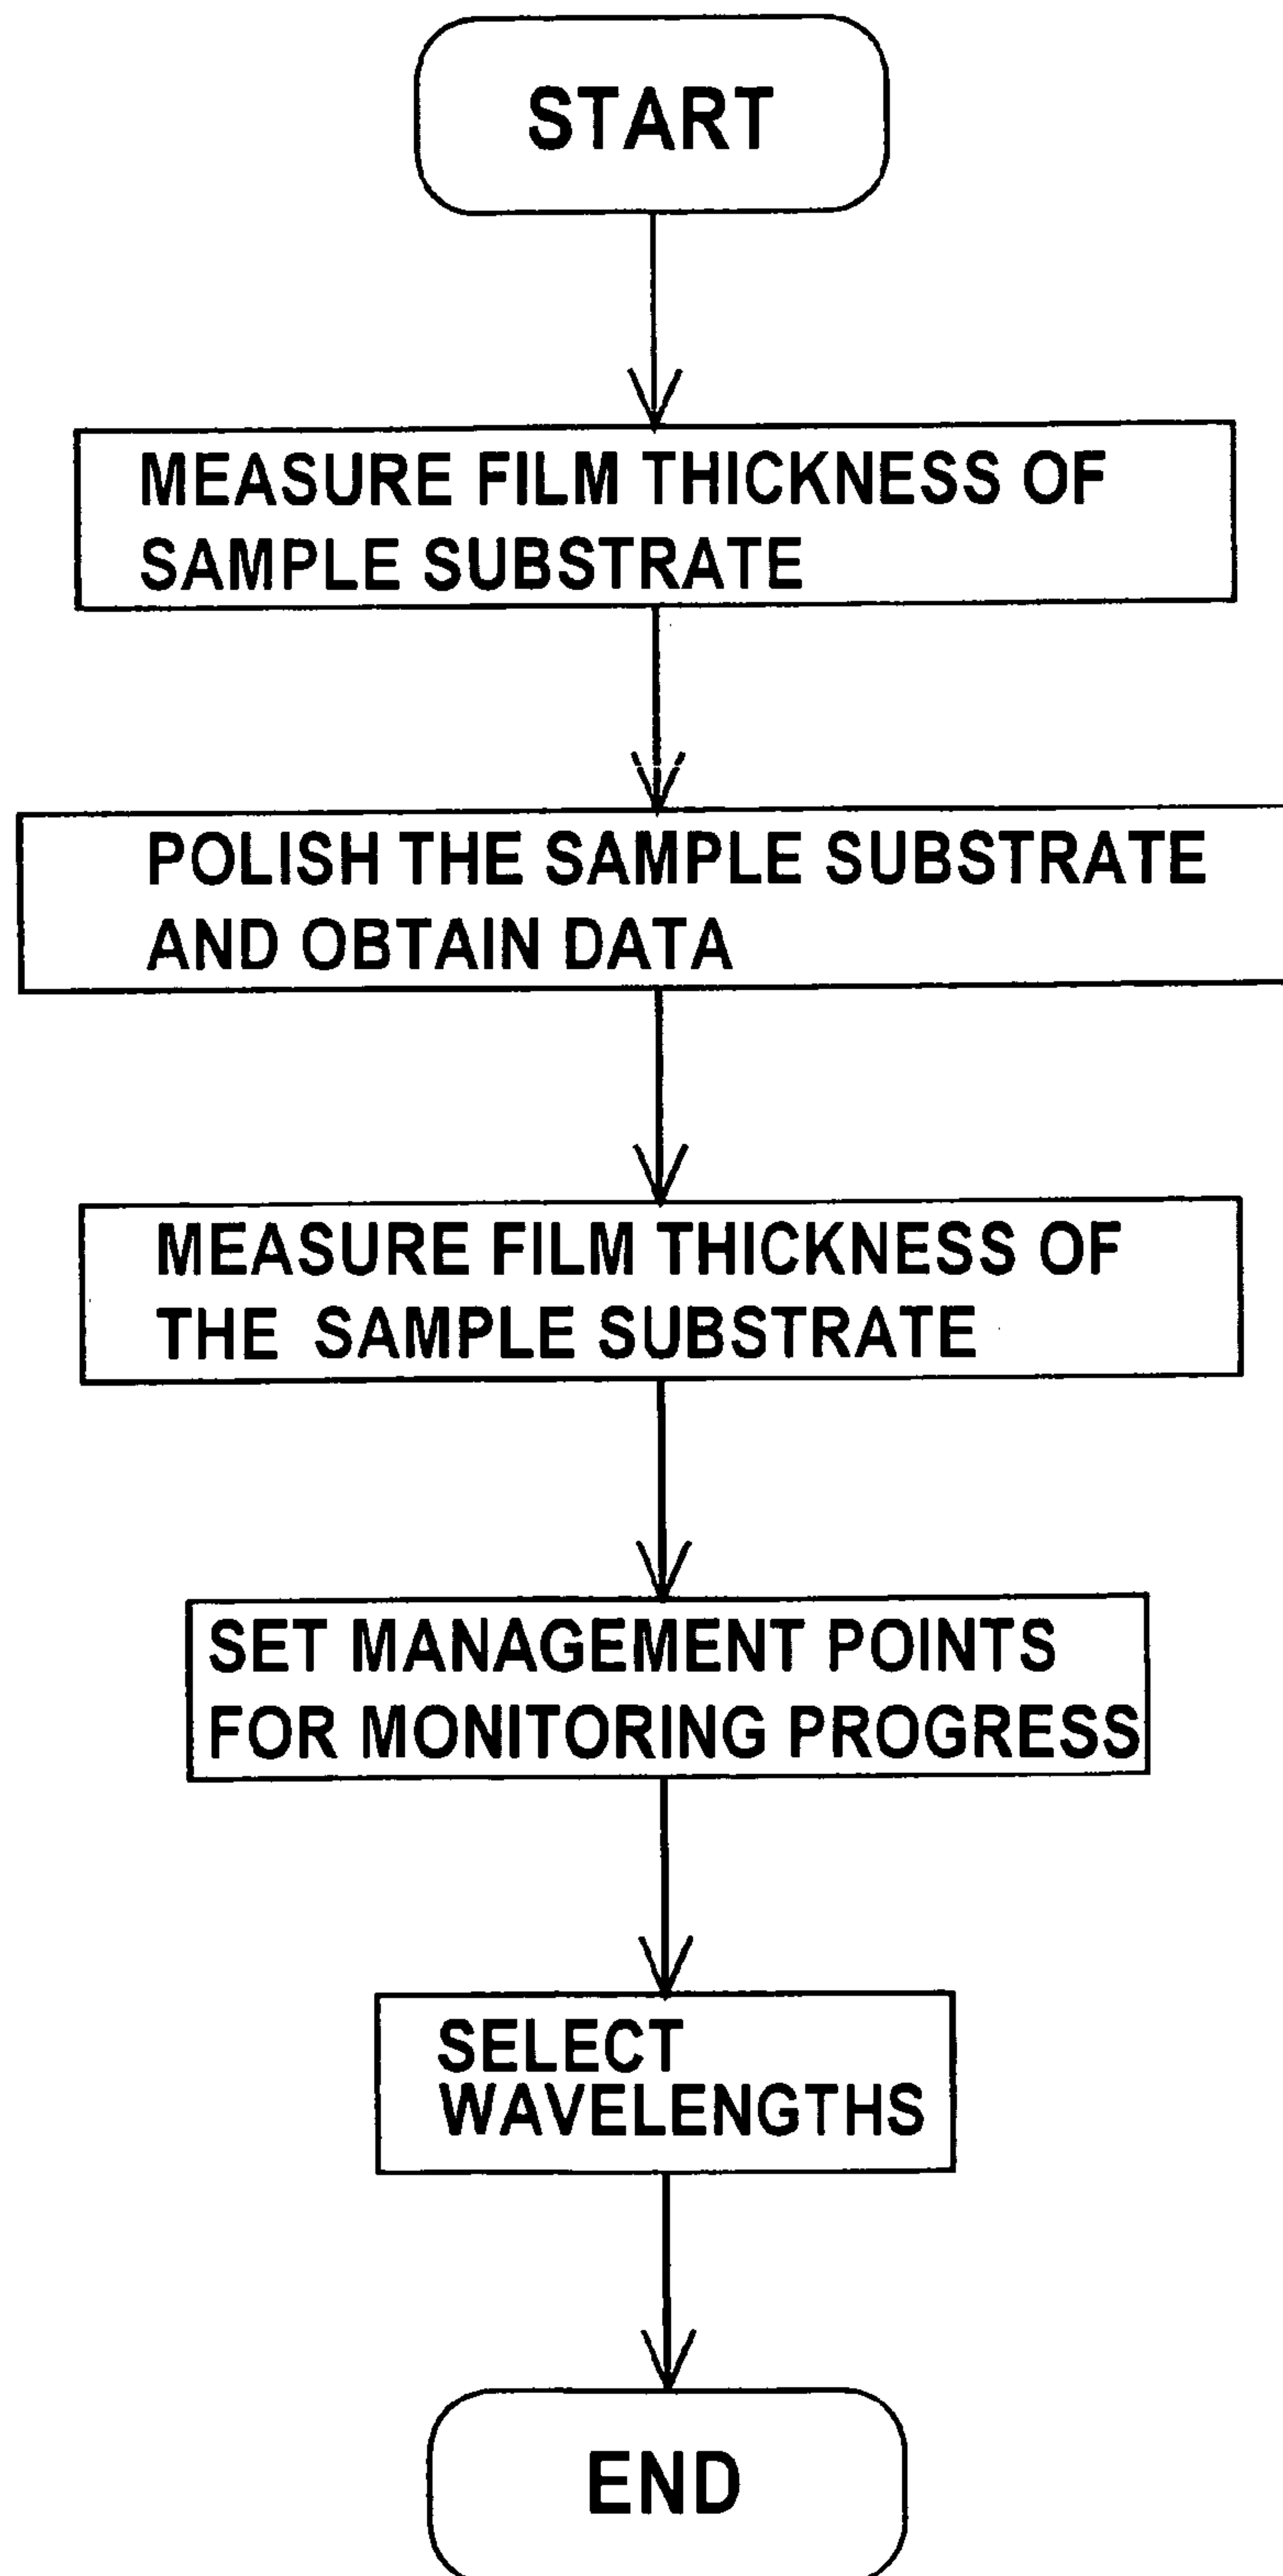 START
MEASURE FILM THICKNESS OF
SAMPLE SUBSTRATE
POLISH THE SAMPLE SUBSTRATE
AND OBTAIN DATA
MEASURE FILM THICKNESS OF
THE SAMPLE SUBSTRATE
SET MANAGEMENT POINTS
FOR MONITORING PROGRESS
SELECT
WAVELENGTHS
END